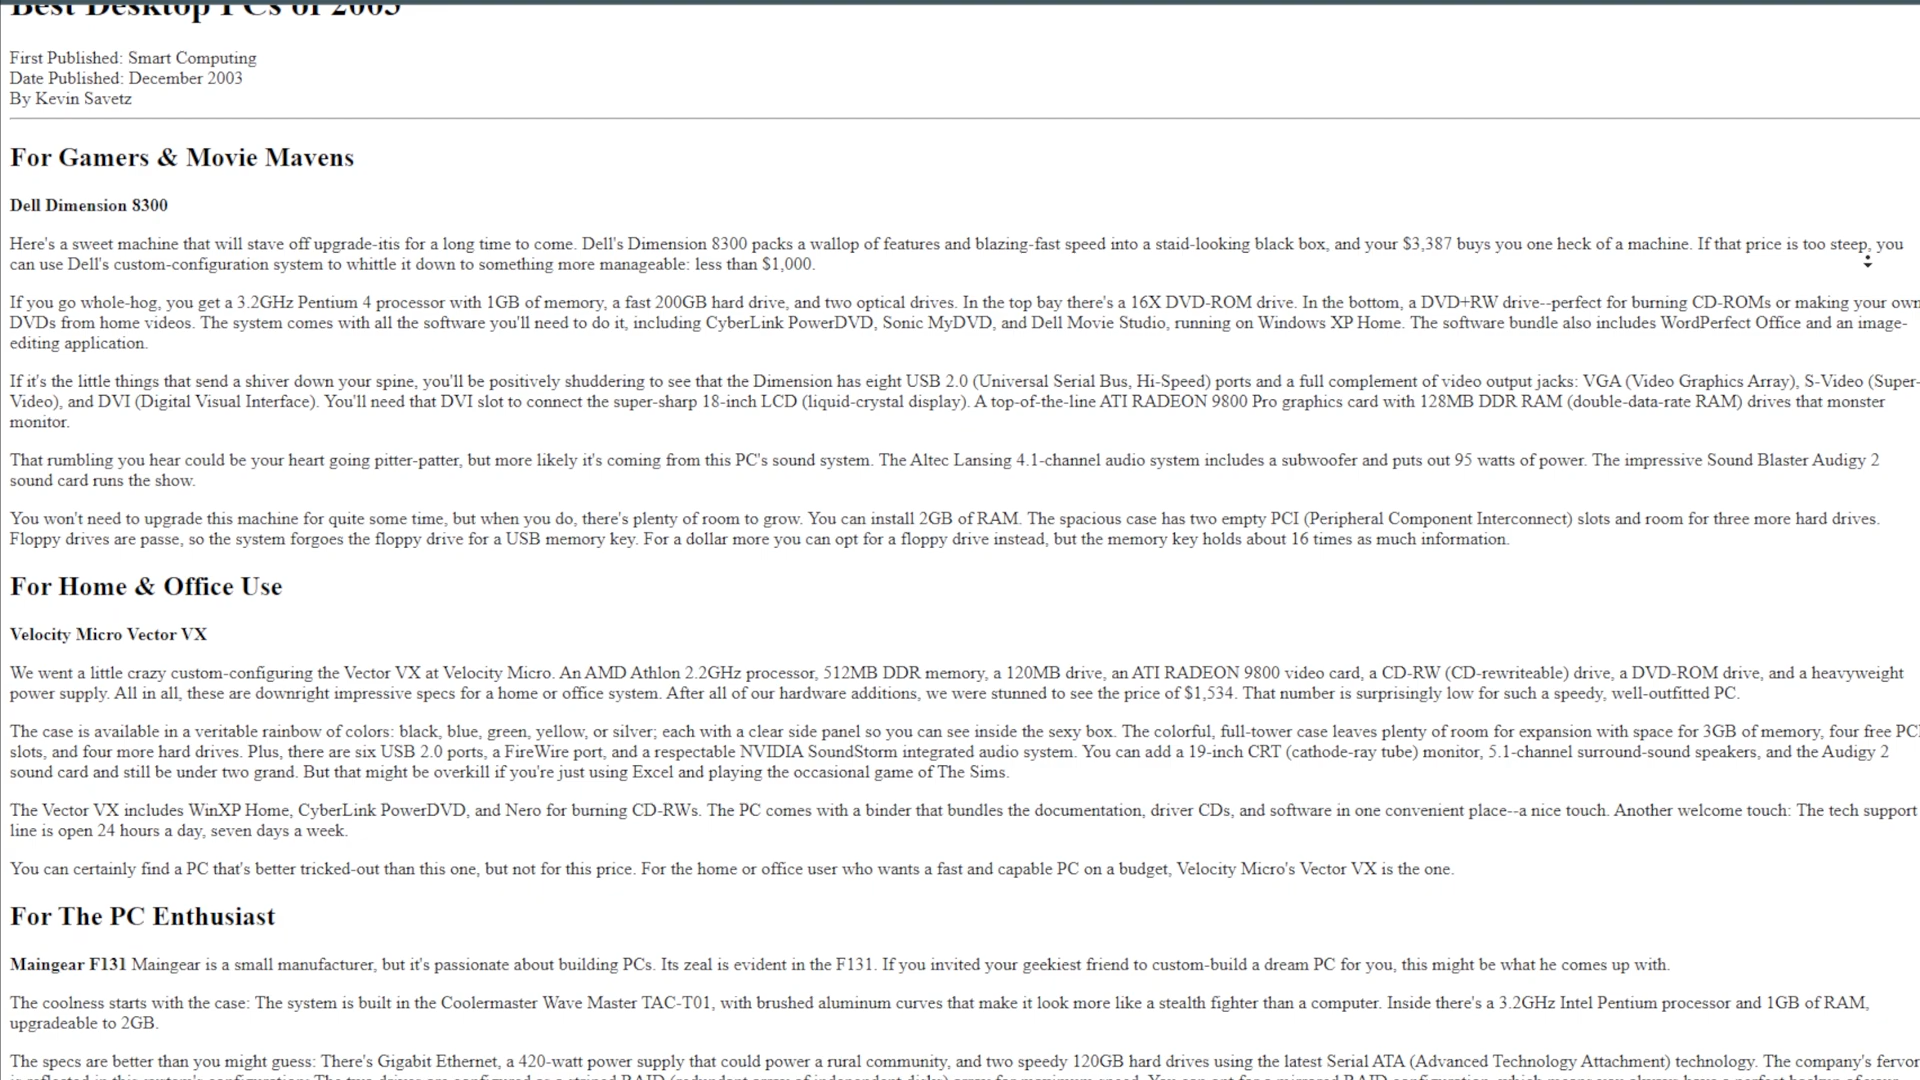 Best Desktop PCs of 2003
First Published: Smart Computing
Date Published: December 2003
By Kevin Savetz
For Gamers & Movie Mavens
Dell Dimension 8300
Here's a sweet machine that will stave off upgrade-itis for a long time to come. Dell's Dimension 8300 packs a wallop of features and blazing-fast speed into a staid-looking black box, and your $3,387 buys you one heck of a machine. If that price is too steep, you
can use Dell's custom-configuration system to whittle it down to something more manageable: less than $1,000.
If you go whole-hog, you get a 3.2GHz Pentium 4 processor with 1GB of memory, a fast 200GB hard drive, and two optical drives. In the top bay there's a 16X DVD-ROM drive. In the bottom, a DVD+RW drive--perfect for burning CD-ROMs or making your own
DVDs from home videos. The system comes with all the software you'll need to do it, including CyberLink PowerDVD, Sonic MyDVD, and Dell Movie Studio, running on Windows XP Home. The software bundle also includes WordPerfect Office and an image-
editing application.
If it's the little things that send a shiver down your spine, you'll be positively shuddering to see that the Dimension has eight USB 2.0 (Universal Serial Bus, Hi-Speed) ports and a full complement of video output jacks: VGA (Video Graphics Array), S-Video (Super-
Video), and DVI (Digital Visual Interface). You'll need that DVI slot to connect the super-sharp 18-inch LCD (liquid-crystal display). A top-of-the-line ATI RADEON 9800 Pro graphics card with 128MB DDR RAM (double-data-rate RAM) drives that monster
monitor.
That rumbling you hear could be your heart going pitter-patter, but more likely it's coming from this PC's sound system. The Altec Lansing 4.1-channel audio system includes a subwoofer and puts out 95 watts of power. The impressive Sound Blaster Audigy 2
sound card runs the show.
You won't need to upgrade this machine for quite some time, but when you do, there's plenty of room to grow. You can install 2GB of RAM. The spacious case has two empty PCI (Peripheral Component Interconnect) slots and room for three more hard drives.
Floppy drives are passe, so the system forgoes the floppy drive for a USB memory key. For a dollar more you can opt for a floppy drive instead, but the memory key holds about 16 times as much information.
For Home & Office Use
Velocity Micro Vector VX
We went a little crazy custom-configuring the Vector VX at Velocity Micro. An AMD Athlon 2.2GHz processor, 512MB DDR memory, a 120MB drive, an ATI RADEON 9800 video card, a CD-RW (CD-rewriteable) drive, a DVD-ROM drive, and a heavyweight
power supply. All in all, these are downright impressive specs for a home or office system. After all of our hardware additions, we were stunned to see the price of $1,534. That number is surprisingly low for such a speedy, well-outfitted PC.
The case is available in a veritable rainbow of colors: black, blue, green, yellow, or silver; each with a clear side panel so you can see inside the sexy box. The colorful, full-tower case leaves plenty of room for expansion with space for 3GB of memory, four free PCI
slots, and four more hard drives. Plus, there are six USB 2.0 ports, a FireWire port, and a respectable NVIDIA SoundStorm integrated audio system. You can add a 19-inch CRT (cathode-ray tube) monitor, 5.1-channel surround-sound speakers, and the Audigy 2
sound card and still be under two grand. But that might be overkill if you're just using Excel and playing the occasional game of The Sims.
The Vector VX includes WinXP Home, CyberLink PowerDVD, and Nero for burning CD-RWs. The PC comes with a binder that bundles the documentation, driver CDs, and software in one convenient place--a nice touch. Another welcome touch: The tech support
line is open 24 hours a day, seven days a week.
You can certainly find a PC that's better tricked-out than this one, but not for this price. For the home or office user who wants a fast and capable PC on a budget, Velocity Micro's Vector VX is the one.
For The PC Enthusiast
Maingear F131 Maingear is a small manufacturer, but it's passionate about building PCs. Its zeal is evident in the F131. If you invited your geekiest friend to custom-build a dream PC for you, this might be what he comes up with.
The coolness starts with the case: The system is built in the Coolermaster Wave Master TAC-T01, with brushed aluminum curves that make it look more like a stealth fighter than a computer. Inside there's a 3.2GHz Intel Pentium processor and 1GB of RAM,
upgradeable to 2GB.
The specs are better than you might guess: There's Gigabit Ethernet, a 420-watt power supply that could power a rural community, and two speedy 120GB hard drives using the latest Serial ATA (Advanced Technology Attachment) technology. The company's fervor